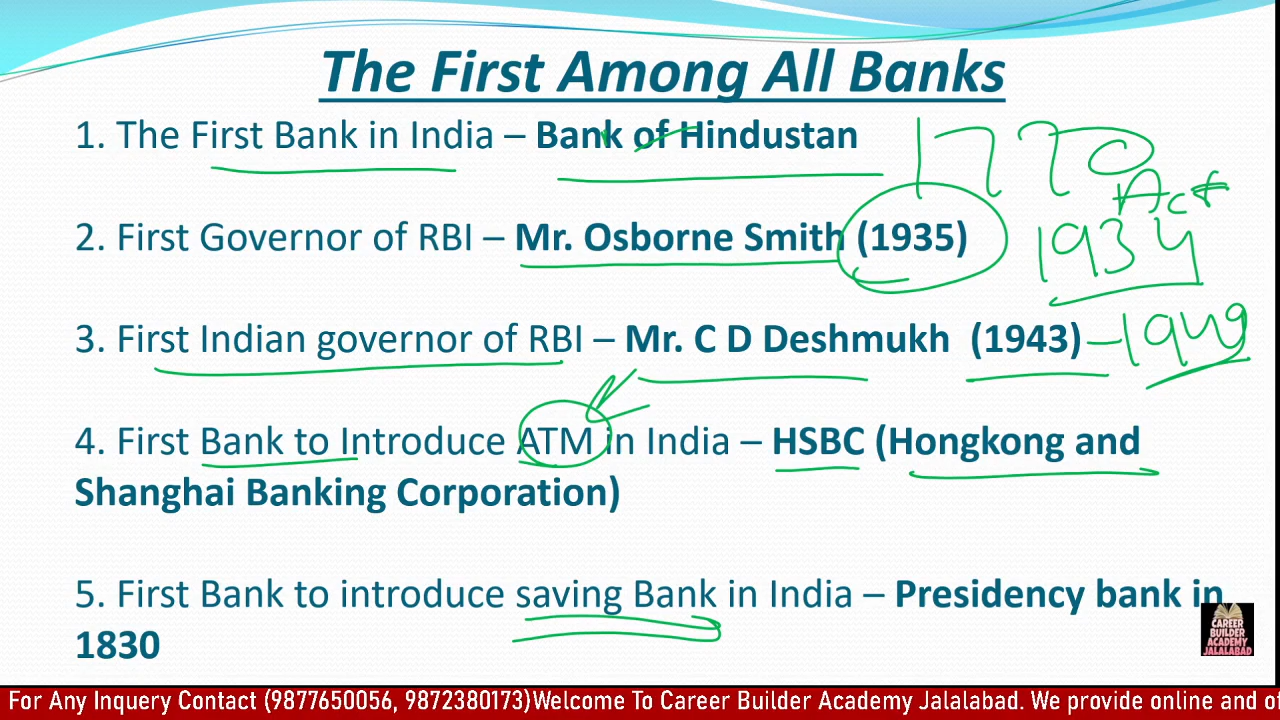 The First Among All Banks
1. The First Bank in India – Bank of Hindustan 1770
Act
2. First Governor of RBI – Mr. Osborne Smith (1935) 1934
3. First Indian governor of RBI – Mr. C D Deshmukh (1943) – 1949
4. First Bank to Introduce ATM in India – HSBC (Hongkong and
Shanghai Banking Corporation)
5. First Bank to introduce saving Bank in India – Presidency bank in
1830
CAREER
BUILDER
ACADEMY
JALALABAD
For Any Inquery Contact (9877650056, 9872380173)Welcome To Career Builder Academy Jalalabad. We provide online and of